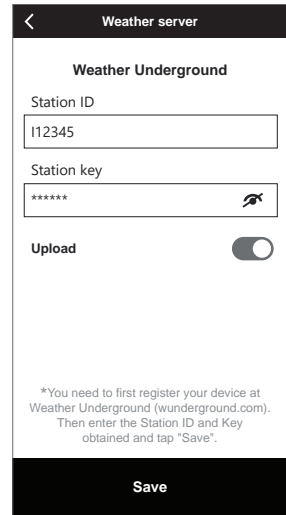 Weather server
Weather Underground
Station ID
I12345
Station key
******
Upload
*You need to first register your device at
Weather Underground (wunderground.com).
Then enter the Station ID and Key
obtained and tap "Save".
Save